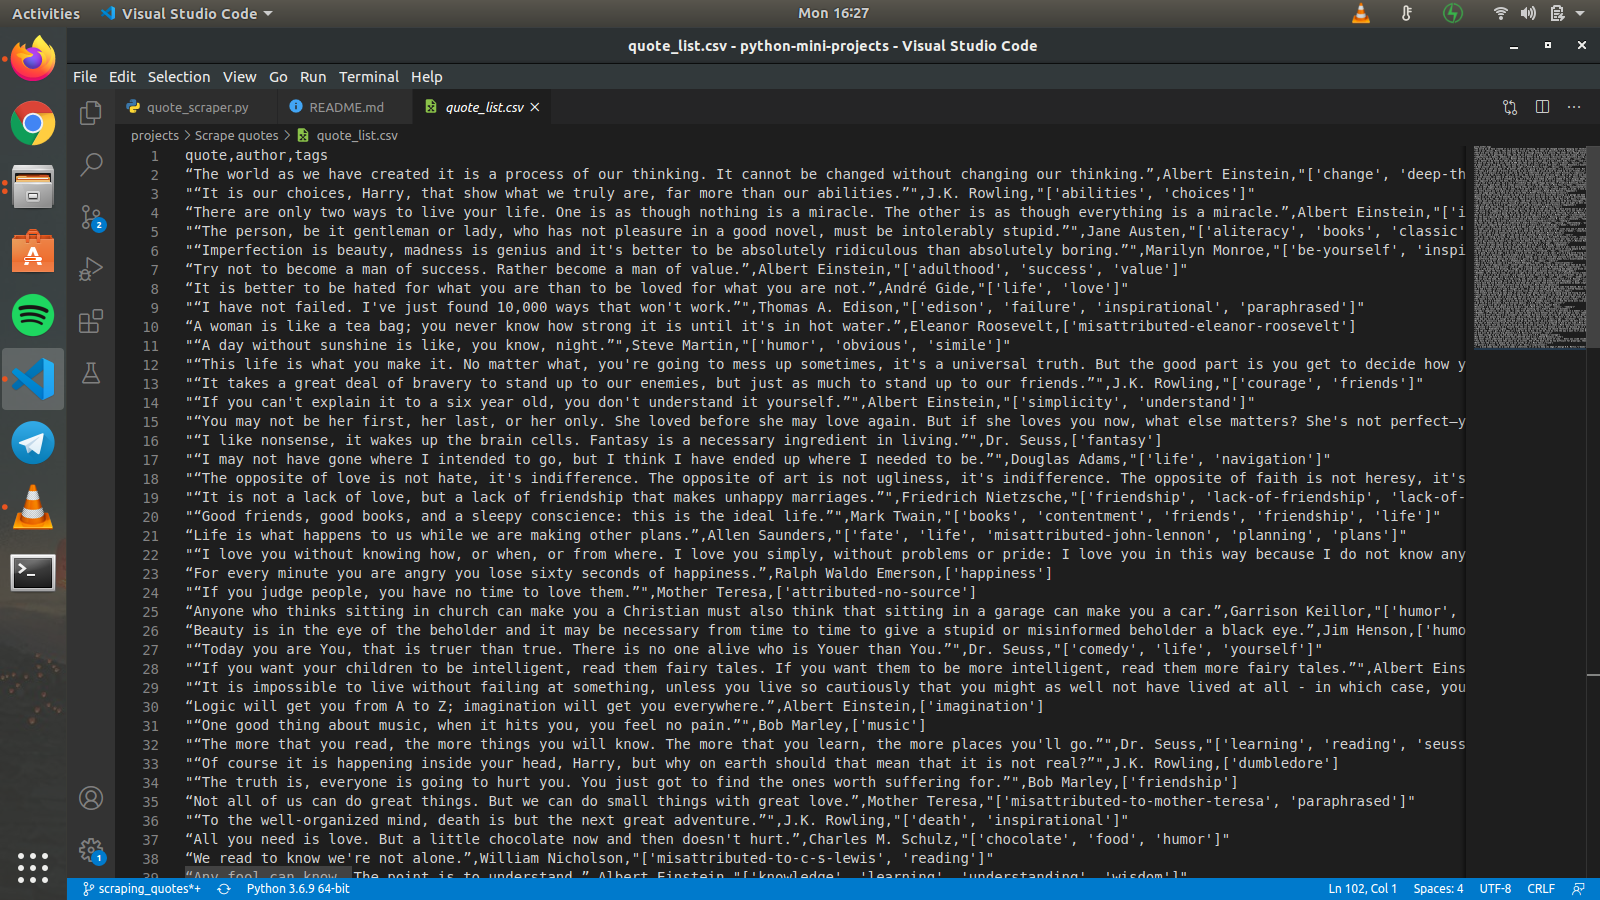 Activities Visual Studio Code Mon 16:27
quote_list.csv - python-mini-projects - Visual Studio Code
File Edit Selection View Go Run Terminal Help
quote_scraper.py README.md quote_list.csv
projects > Scrape quotes > quote_list.csv
1 quote,author,tags
2 “The world as we have created it is a process of our thinking. It cannot be changed without changing our thinking.”,Albert Einstein,"['change', 'deep-th
3 "“It is our choices, Harry, that show what we truly are, far more than our abilities.”",J.K. Rowling,"['abilities', 'choices']"
4 “There are only two ways to live your life. One is as though nothing is a miracle. The other is as though everything is a miracle.”,Albert Einstein,"['i
5 "“The person, be it gentleman or lady, who has not pleasure in a good novel, must be intolerably stupid.”",Jane Austen,"['aliteracy', 'books', 'classic'
6 "“Imperfection is beauty, madness is genius and it's better to be absolutely ridiculous than absolutely boring.”",Marilyn Monroe,"['be-yourself', 'inspi
7 “Try not to become a man of success. Rather become a man of value.”,Albert Einstein,"['adulthood', 'success', 'value']"
8 “It is better to be hated for what you are than to be loved for what you are not.”,André Gide,"['life', 'love']"
9 "“I have not failed. I've just found 10,000 ways that won't work.”",Thomas A. Edison,"['edison', 'failure', 'inspirational', 'paraphrased']"
10 “A woman is like a tea bag; you never know how strong it is until it's in hot water.”,Eleanor Roosevelt,['misattributed-eleanor-roosevelt']
11 "“A day without sunshine is like, you know, night.”",Steve Martin,"['humor', 'obvious', 'simile']"
12 "“This life is what you make it. No matter what, you're going to mess up sometimes, it's a universal truth. But the good part is you get to decide how y
13 "“It takes a great deal of bravery to stand up to our enemies, but just as much to stand up to our friends.”",J.K. Rowling,"['courage', 'friends']"
14 "“If you can't explain it to a six year old, you don't understand it yourself.”",Albert Einstein,"['simplicity', 'understand']"
15 "“You may not be her first, her last, or her only. She loved before she may love again. But if she loves you now, what else matters? She's not perfect—y
16 "“I like nonsense, it wakes up the brain cells. Fantasy is a necessary ingredient in living.”",Dr. Seuss,['fantasy']
17 "“I may not have gone where I intended to go, but I think I have ended up where I needed to be.”",Douglas Adams,"['life', 'navigation']"
18 "“The opposite of love is not hate, it's indifference. The opposite of art is not ugliness, it's indifference. The opposite of faith is not heresy, it's
19 "“It is not a lack of love, but a lack of friendship that makes unhappy marriages.”",Friedrich Nietzsche,"['friendship', 'lack-of-friendship', 'lack-of-
20 "“Good friends, good books, and a sleepy conscience: this is the ideal life.”",Mark Twain,"['books', 'contentment', 'friends', 'friendship', 'life']"
21 “Life is what happens to us while we are making other plans.”,Allen Saunders,"['fate', 'life', 'misattributed-john-lennon', 'planning', 'plans']"
22 "“I love you without knowing how, or when, or from where. I love you simply, without problems or pride: I love you in this way because I do not know any
23 “For every minute you are angry you lose sixty seconds of happiness.”,Ralph Waldo Emerson,['happiness']
24 "“If you judge people, you have no time to love them.”",Mother Teresa,['attributed-no-source']
25 “Anyone who thinks sitting in church can make you a Christian must also think that sitting in a garage can make you a car.”,Garrison Keillor,"['humor',
26 “Beauty is in the eye of the beholder and it may be necessary from time to time to give a stupid or misinformed beholder a black eye.”,Jim Henson,['humo
27 "“Today you are You, that is truer than true. There is no one alive who is Youer than You.”",Dr. Seuss,"['comedy', 'life', 'yourself']"
28 "“If you want your children to be intelligent, read them fairy tales. If you want them to be more intelligent, read them more fairy tales.”",Albert Eins
29 "“It is impossible to live without failing at something, unless you live so cautiously that you might as well not have lived at all - in which case, you
30 “Logic will get you from A to Z; imagination will get you everywhere.”,Albert Einstein,['imagination']
31 "“One good thing about music, when it hits you, you feel no pain.”",Bob Marley,['music']
32 "“The more that you read, the more things you will know. The more that you learn, the more places you'll go.”",Dr. Seuss,"['learning', 'reading', 'seuss
33 "“Of course it is happening inside your head, Harry, but why on earth should that mean that it is not real?”",J.K. Rowling,['dumbledore']
34 "“The truth is, everyone is going to hurt you. You just got to find the ones worth suffering for.”",Bob Marley,['friendship']
35 “Not all of us can do great things. But we can do small things with great love.”,Mother Teresa,"['misattributed-to-mother-teresa', 'paraphrased']"
36 "“To the well-organized mind, death is but the next great adventure.”",J.K. Rowling,"['death', 'inspirational']"
37 “All you need is love. But a little chocolate now and then doesn't hurt.”,Charles M. Schulz,"['chocolate', 'food', 'humor']"
38 “We read to know we're not alone.”,William Nicholson,"['misattributed-to-c-s-lewis', 'reading']"
39 “Any fool can know. The point is to understand.”,Albert Einstein,"['knowledge', 'learning', 'understanding', 'wisdom']"
2
1
scraping_quotes*+ Python 3.6.9 64-bit Ln 102, Col 1 Spaces: 4 UTF-8 CRLF